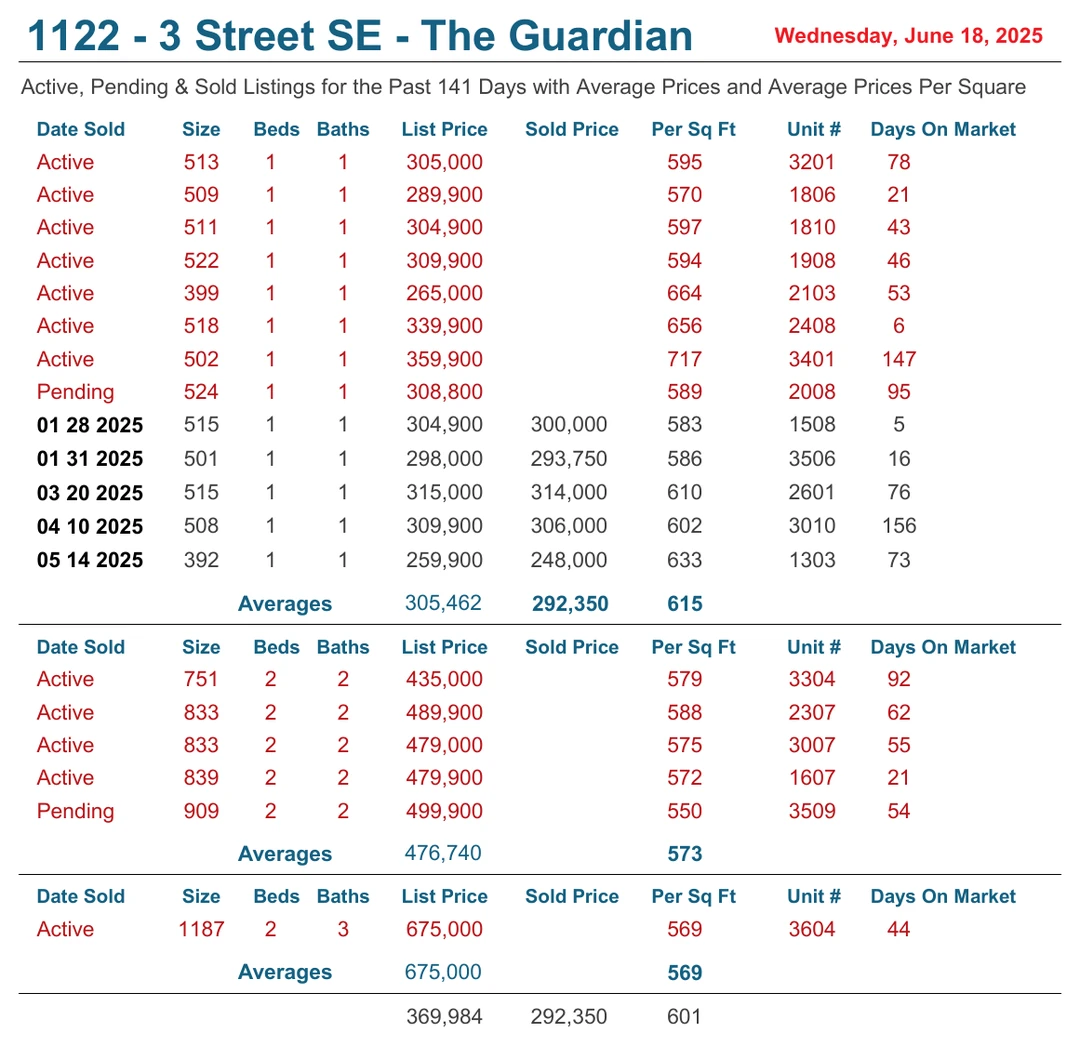 1122 - 3 Street SE - The Guardian Wednesday, June 18, 2025
Active, Pending & Sold Listings for the Past 141 Days with Average Prices and Average Prices Per Square
Date Sold Size Beds Baths List Price Sold Price Per Sq Ft Unit # Days On Market
Active 513 1 1 305,000 595 3201 78
Active 509 1 1 289,900 570 1806 21
Active 511 1 1 304,900 597 1810 43
Active 522 1 1 309,900 594 1908 46
Active 399 1 1 265,000 664 2103 53
Active 518 1 1 339,900 656 2408 6
Active 502 1 1 359,900 717 3401 147
Pending 524 1 1 308,800 589 2008 95
01 28 2025 515 1 1 304,900 300,000 583 1508 5
01 31 2025 501 1 1 298,000 293,750 586 3506 16
03 20 2025 515 1 1 315,000 314,000 610 2601 76
04 10 2025 508 1 1 309,900 306,000 602 3010 156
05 14 2025 392 1 1 259,900 248,000 633 1303 73
Averages 305,462 292,350 615
Date Sold Size Beds Baths List Price Sold Price Per Sq Ft Unit # Days On Market
Active 751 2 2 435,000 579 3304 92
Active 833 2 2 489,900 588 2307 62
Active 833 2 2 479,000 575 3007 55
Active 839 2 2 479,900 572 1607 21
Pending 909 2 2 499,900 550 3509 54
Averages 476,740 573
Date Sold Size Beds Baths List Price Sold Price Per Sq Ft Unit # Days On Market
Active 1187 2 3 675,000 569 3604 44
Averages 675,000 569
369,984 292,350 601